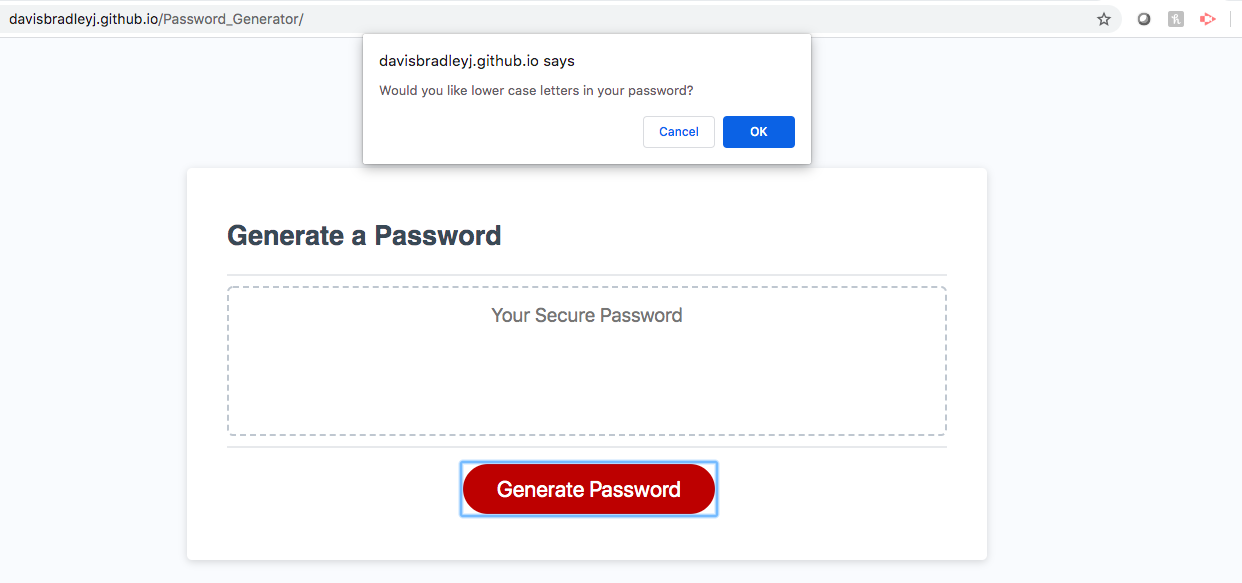 davisbradleyj.github.io/Password_Generator/
davisbradleyj.github.io says
Would you like lower case letters in your password?
Cancel
OK
Generate a Password
Your Secure Password
Generate Password